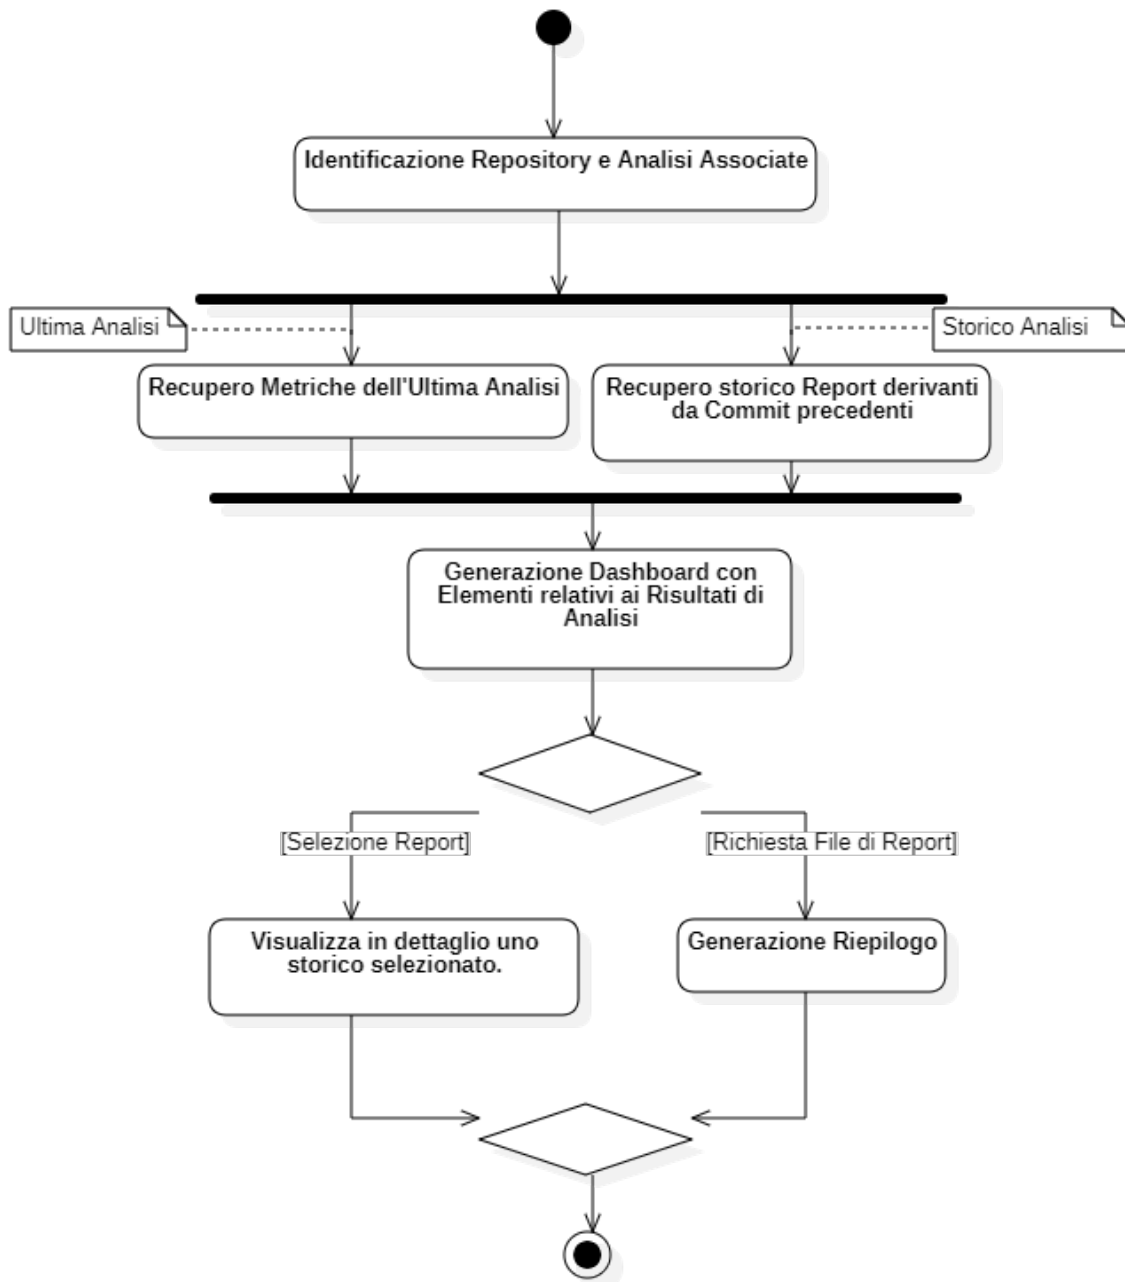 Identificazione Repository e Analisi Associate
Ultima Analisi
Storico Analisi
Recupero Metriche dell'Ultima Analisi
Recupero storico Report derivanti
da Commit precedenti
Generazione Dashboard con
Elementi relativi ai Risultati di
Analisi
[Selezione Report]
[Richiesta File di Report]
Visualizza in dettaglio uno
storico selezionato.
Generazione Riepilogo